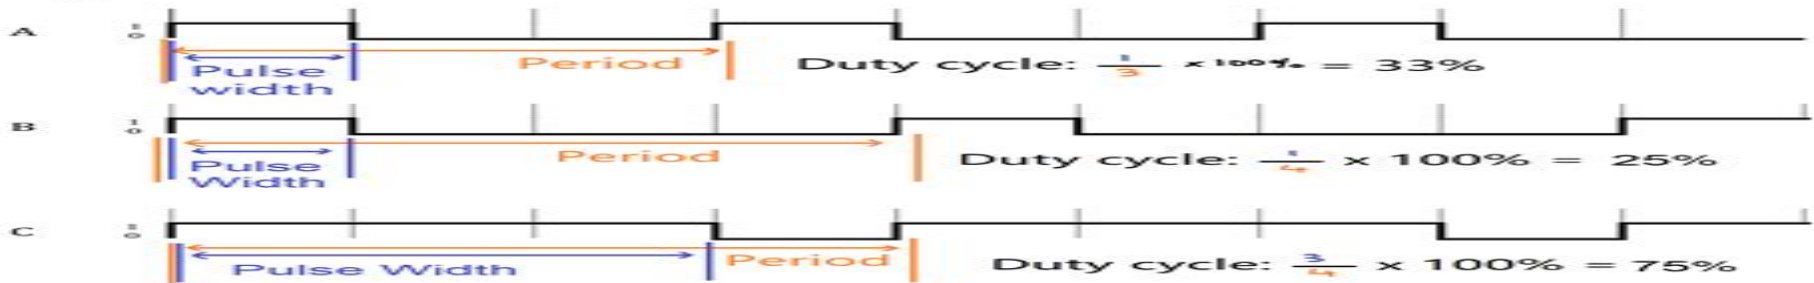 A
1
0
Pulse
width
Period
Duty cycle: 1/3 x 100% = 33%
B
1
0
Pulse
Width
Period
Duty cycle: 1/4 x 100% = 25%
C
1
0
Pulse Width
Period
Duty cycle: 3/4 x 100% = 75%